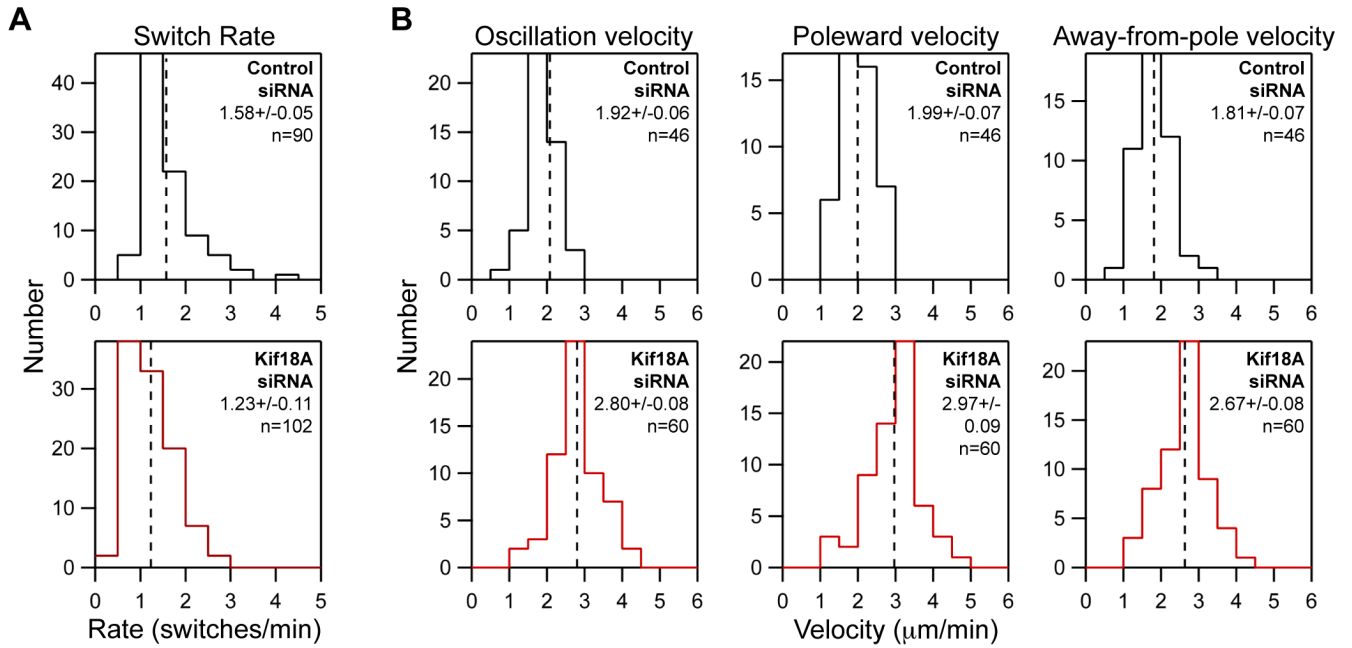 A
B
Switch Rate
Oscillation velocity
Poleward velocity
Away-from-pole velocity
Number
40
30
20
10
0
0 1 2 3 4 5
Control
siRNA
1.58+/-0.05
n=90
30
20
10
0
0 1 2 3 4 5
Kif18A
siRNA
1.23+/-0.11
n=102
Rate (switches/min)
Number
20
15
10
5
0
0 1 2 3 4 5 6
Control
siRNA
1.92+/-0.06
n=46
15
10
5
0
0 1 2 3 4 5 6
Control
siRNA
1.99+/-0.07
n=46
15
10
5
0
0 1 2 3 4 5 6
Control
siRNA
1.81+/-0.07
n=46
20
15
10
5
0
0 1 2 3 4 5 6
Kif18A
siRNA
2.80+/-0.08
n=60
20
15
10
5
0
0 1 2 3 4 5 6
Kif18A
siRNA
2.97+/-
0.09
n=60
20
15
10
5
0
0 1 2 3 4 5 6
Kif18A
siRNA
2.67+/-0.08
n=60
Velocity (μm/min)